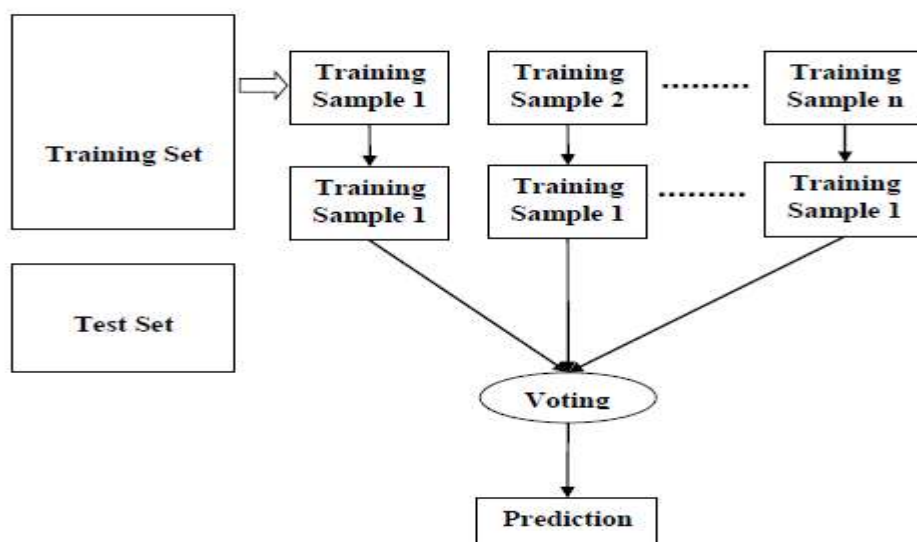 Training
Sample 1
Training
Sample 2
Training
Sample n
Training Set
Training
Sample 1
Training
Sample 1
Training
Sample 1
Test Set
Voting
Prediction